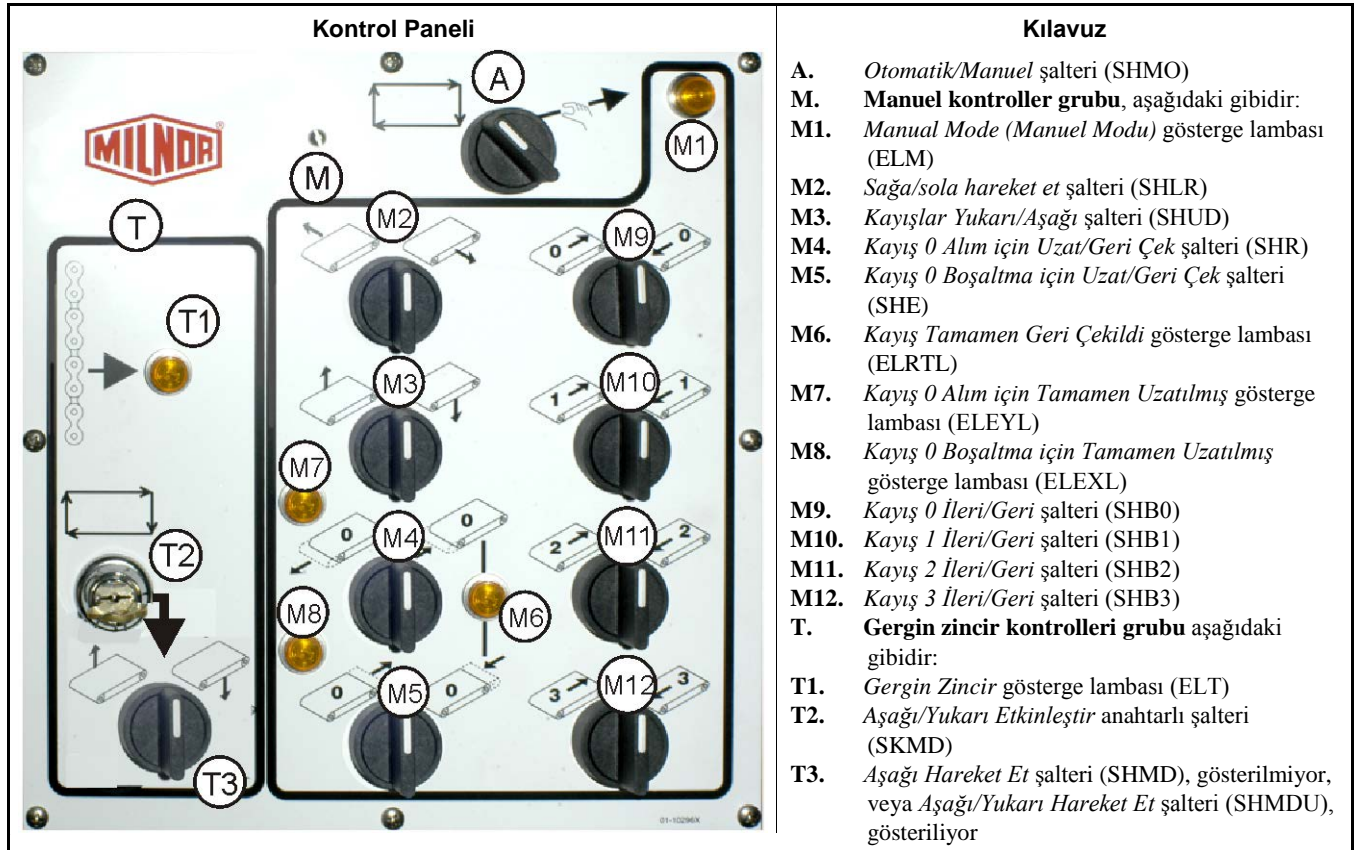 Kontrol Paneli
A
MILNOR®
M1
M
T
M2
M9
0
0
T1
M3
M10
1
1
M7
0
M4
0
M11
2
2
T2
M8
M6
0
M5
0
M12
3
3
T3
01-10296X
Kılavuz
A. Otomatik/Manuel şalteri (SHMO)
M. Manuel kontroller grubu, aşağıdaki gibidir:
M1. Manual Mode (Manuel Modu) gösterge lambası
(ELM)
M2. Sağa/sola hareket et şalteri (SHLR)
M3. Kayışlar Yukarı/Aşağı şalteri (SHUD)
M4. Kayış 0 Alım için Uzat/Geri Çek şalteri (SHR)
M5. Kayış 0 Boşaltma için Uzat/Geri Çek şalteri
(SHE)
M6. Kayış Tamamen Geri Çekildi gösterge lambası
(ELRTL)
M7. Kayış 0 Alım için Tamamen Uzatılmış gösterge
lambası (ELEYL)
M8. Kayış 0 Boşaltma için Tamamen Uzatılmış
gösterge lambası (ELEXL)
M9. Kayış 0 İleri/Geri şalteri (SHB0)
M10. Kayış 1 İleri/Geri şalteri (SHB1)
M11. Kayış 2 İleri/Geri şalteri (SHB2)
M12. Kayış 3 İleri/Geri şalteri (SHB3)
T. Gergin zincir kontrolleri grubu aşağıdaki
gibidir:
T1. Gergin Zincir gösterge lambası (ELT)
T2. Aşağı/Yukarı Etkinleştir anahtarlı şalteri
(SKMD)
T3. Aşağı Hareket Et şalteri (SHMD), gösterilmiyor,
veya Aşağı/Yukarı Hareket Et şalteri (SHMDU),
gösteriliyor